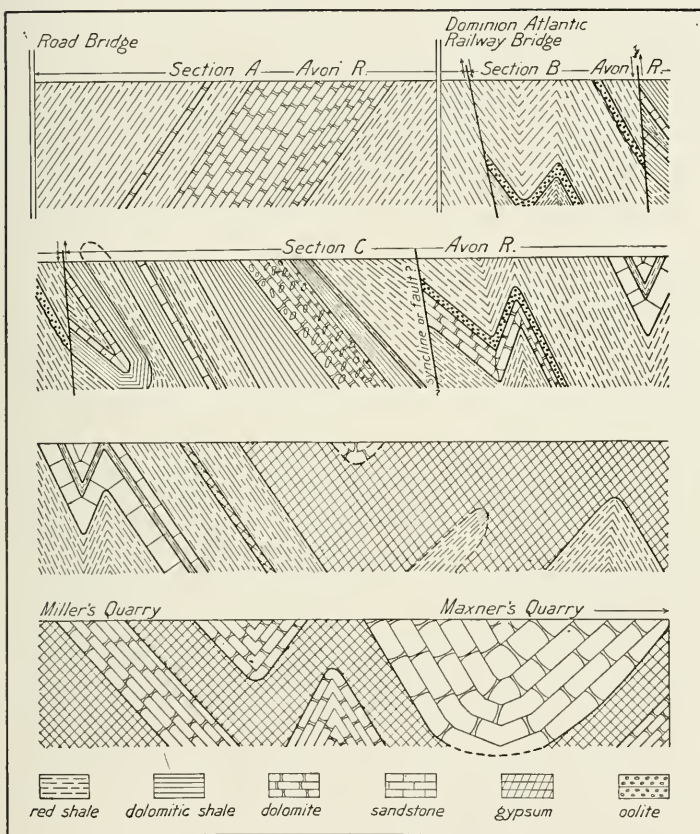 Road Bridge
Dominion Atlantic
Railway Bridge
Section A — Avon R.
Section B — Avon R.
Section C Avon R.
syncline or fault?
?
Miller's Quarry Maxner's Quarry
red shale dolomitic shale dolomite sandstone gypsum oolite